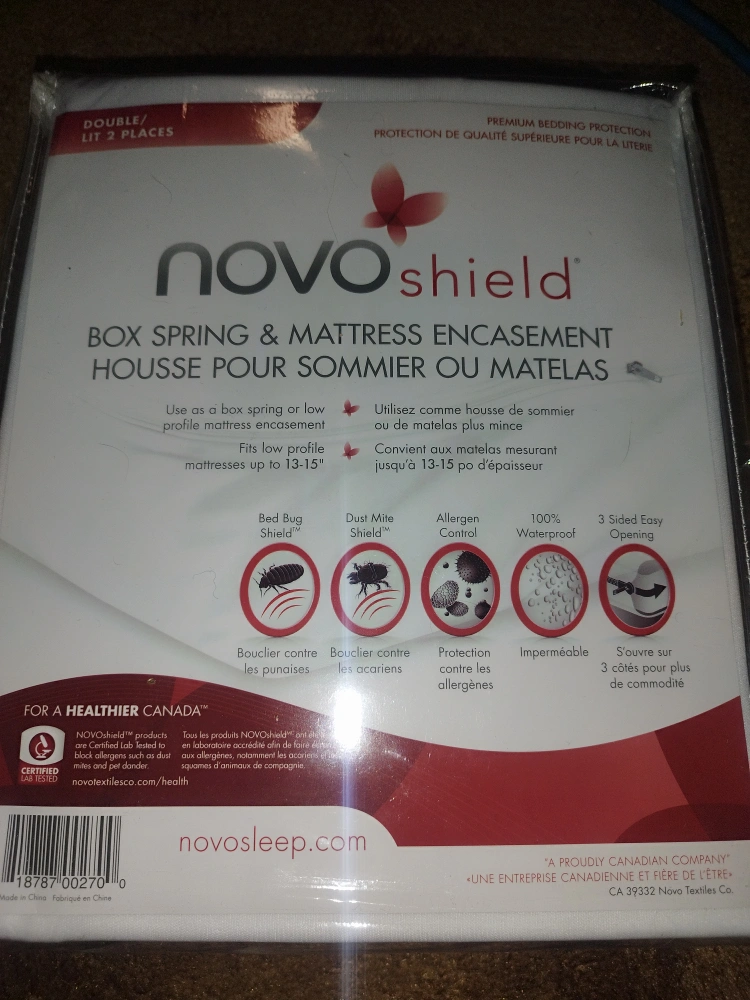 DOUBLE/
LIT 2 PLACES
PREMIUM BEDDING PROTECTION
PROTECTION DE QUALITÉ SUPÉRIEURE POUR LA LITERIE
novo shield®
BOX SPRING & MATTRESS ENCASEMENT
HOUSSE POUR SOMMIER OU MATELAS
Use as a box spring or low
profile mattress encasement
Utilisez comme housse de sommier
ou de matelas plus mince
Fits low profile
mattresses up to 13-15"
Convient aux matelas mesurant
jusqu'à 13-15 po d'épaisseur
Bed Bug
Shield™
Dust Mite
Shield™
Allergen
Control
100%
Waterproof
3 Sided Easy
Opening
Bouclier contre
les punaises
Bouclier contre
les acariens
Protection
contre les
allergènes
Imperméable
S'ouvre sur
3 côtés pour plus
de commodité
FOR A HEALTHIER CANADA™
CERTIFIED
LAB TESTED
NOVOshield™ products
are Certified Lab Tested to
block allergens such as dust
mites and pet dander.
Tous les produits NOVOshieldᴹᶜ ont été
en laboratoire accrédité afin de faire
aux allergènes, notamment les acariens et
squames d'animaux de compagnie.
novotextilesco.com/health
novosleep.com
18787 00270 0
Made in China Fabriqué en Chine
"A PROUDLY CANADIAN COMPANY"
«UNE ENTREPRISE CANADIENNE ET FIÈRE DE L'ÊTRE»
CA 39332 Novo Textiles Co.